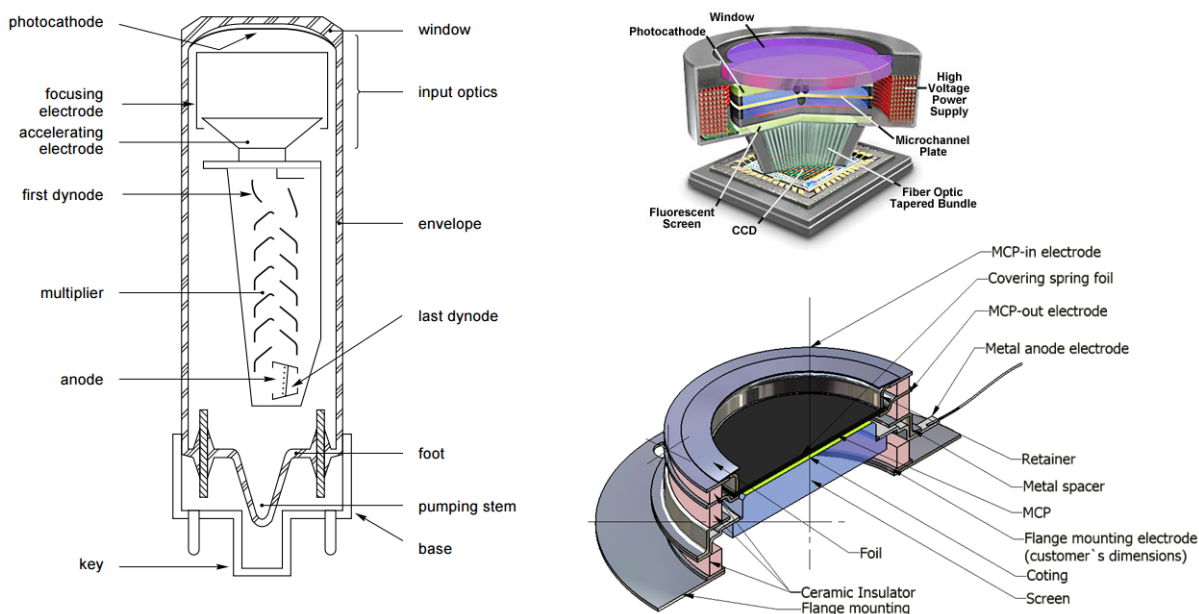 photocathode
window
focusing
electrode
input optics
accelerating
electrode
first dynode
envelope
multiplier
last dynode
anode
foot
pumping stem
base
key
Window
Photocathode
High
Voltage
Power
Supply
Microchannel
Plate
Fiber Optic
Tapered Bundle
Fluorescent
Screen
CCD
MCP-in electrode
Covering spring foil
MCP-out electrode
Metal anode electrode
Retainer
Metal spacer
MCP
Flange mounting electrode
(customer`s dimensions)
Coting
Screen
Foil
Ceramic Insulator
Flange mounting